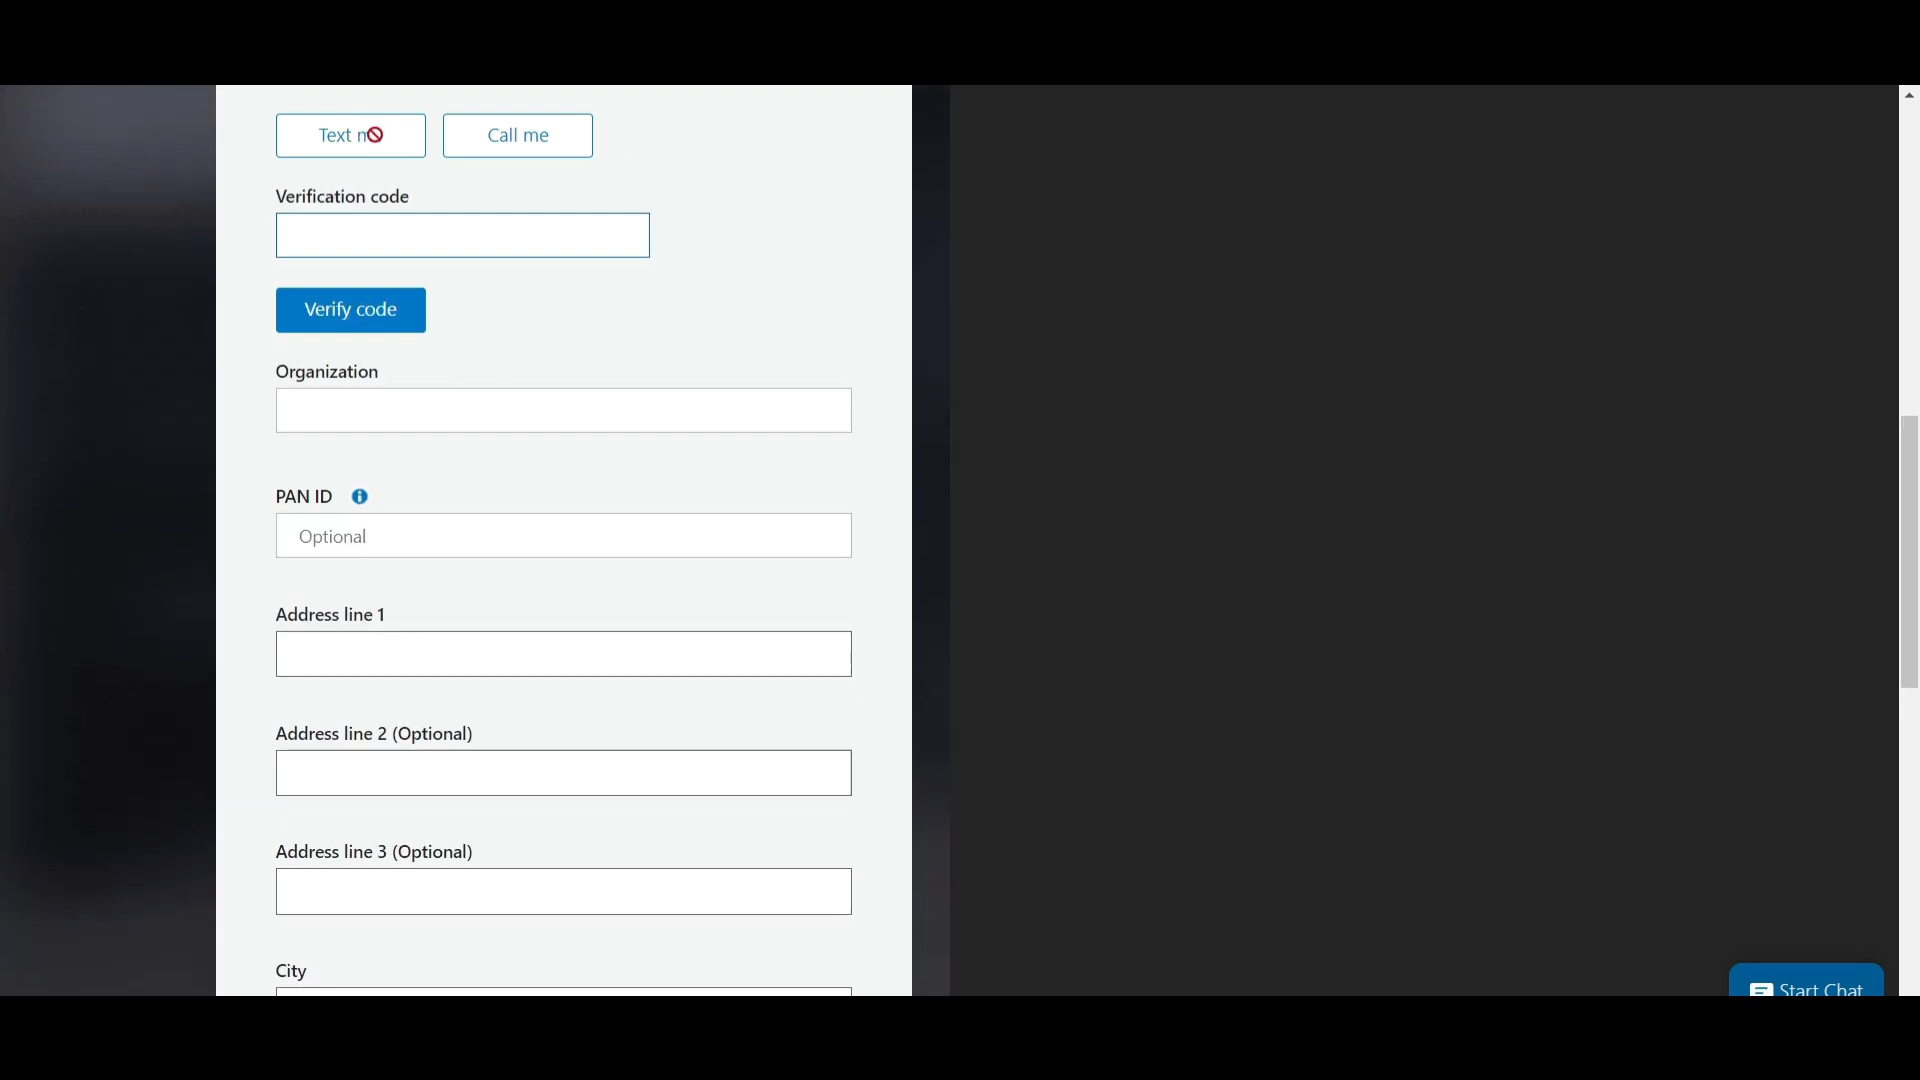 Text
Call me
Verification code
Verify code
Organization
PAN ID
Optional
Address line 1
Address line 2 (Optional)
Address line 3 (Optional)
City
Start Chat